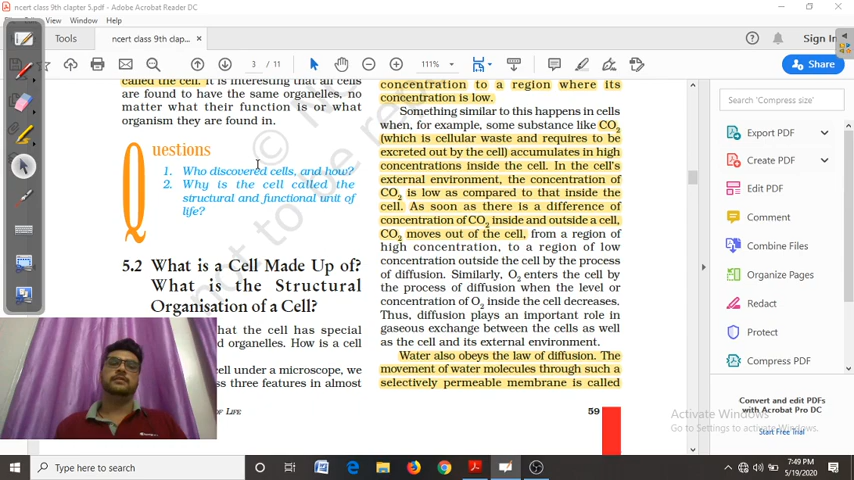 ncert class 9th chapter 5.pdf - Adobe Acrobat Reader DC
View Window Help
Tools
ncert class 9th chap...
Sign In
3 / 11
111%
Share
called the cell. It is interesting that all cells
are found to have the same organelles, no
matter what their function is or what
organism they are found in.
Questions
1. Who discovered cells, and how?
2. Why is the cell called the
structural and functional unit of
life?
5.2 What is a Cell Made Up of?
What is the Structural
Organisation of a Cell?
hat the cell has special
d organelles. How is a cell
ell under a microscope, we
ss three features in almost
OF LIFE
concentration to a region where its
concentration is low.
Something similar to this happens in cells
when, for example, some substance like CO2
(which is cellular waste and requires to be
excreted out by the cell) accumulates in high
concentrations inside the cell. In the cell's
external environment, the concentration of
CO2 is low as compared to that inside the
cell. As soon as there is a difference of
concentration of CO2 inside and outside a cell,
CO2 moves out of the cell, from a region of
high concentration, to a region of low
concentration outside the cell by the process
of diffusion. Similarly, O2 enters the cell by
the process of diffusion when the level or
concentration of O2 inside the cell decreases.
Thus, diffusion plays an important role in
gaseous exchange between the cells as well
as the cell and its external environment.
Water also obeys the law of diffusion. The
movement of water molecules through such a
selectively permeable membrane is called
59
not to be re
Search 'Compress size'
Export PDF
Create PDF
Edit PDF
Comment
Combine Files
Organize Pages
Redact
Protect
Compress PDF
Convert and edit PDFs
with Acrobat Pro DC
Start Free Trial
Activate Windows
Go to Settings to activate Windows.
Type here to search
7:49 PM
5/19/2020